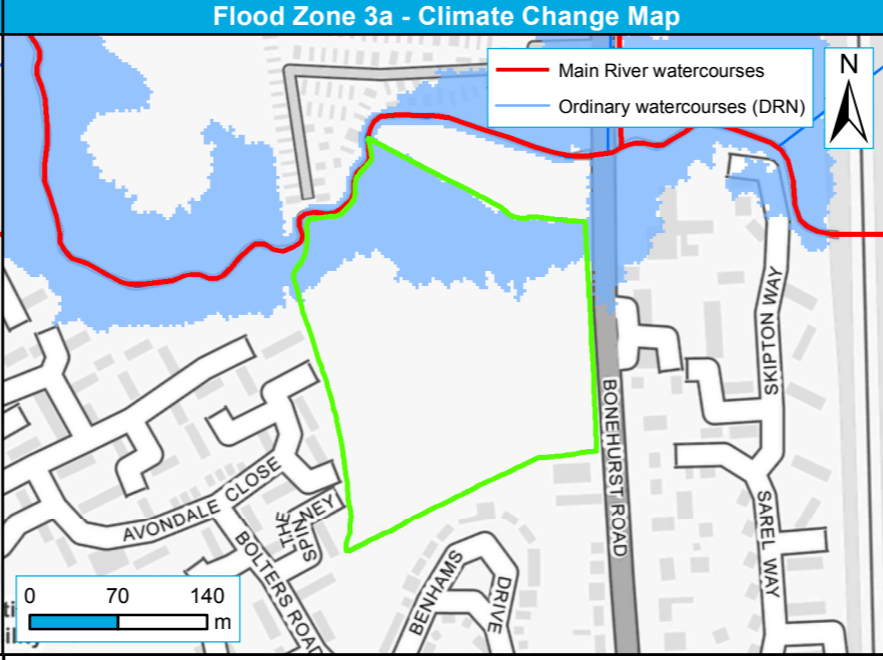 Flood Zone 3a - Climate Change Map
Main River watercourses
Ordinary watercourses (DRN)
N
SKIPTON WAY
BONEHURST ROAD
AVONDALE CLOSE
THE
SPINNEY
SAREL WAY
BOLTERS ROAD
BENHAMS
DRIVE
0 70 140
m